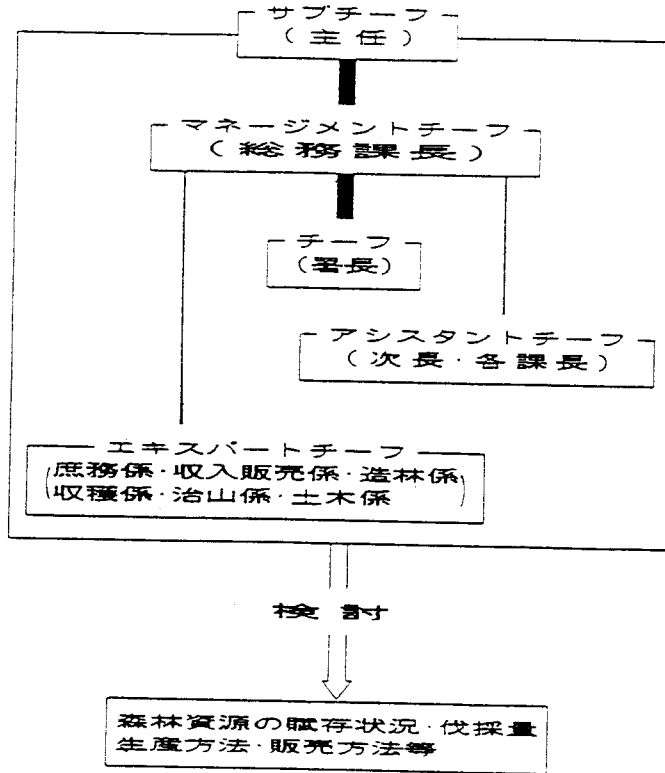 サブチーフ
(主任)
マネージメントチーフ
(総務課長)
チーフ
(署長)
アシスタントチーフ
(次長·各課長)
エキスパートチーフ
(庶務係·収入販売係·造林係
収穫係·治山係·土木係)
検討
森林資源の賦存状況·伐採量
生産方法·販売方法等